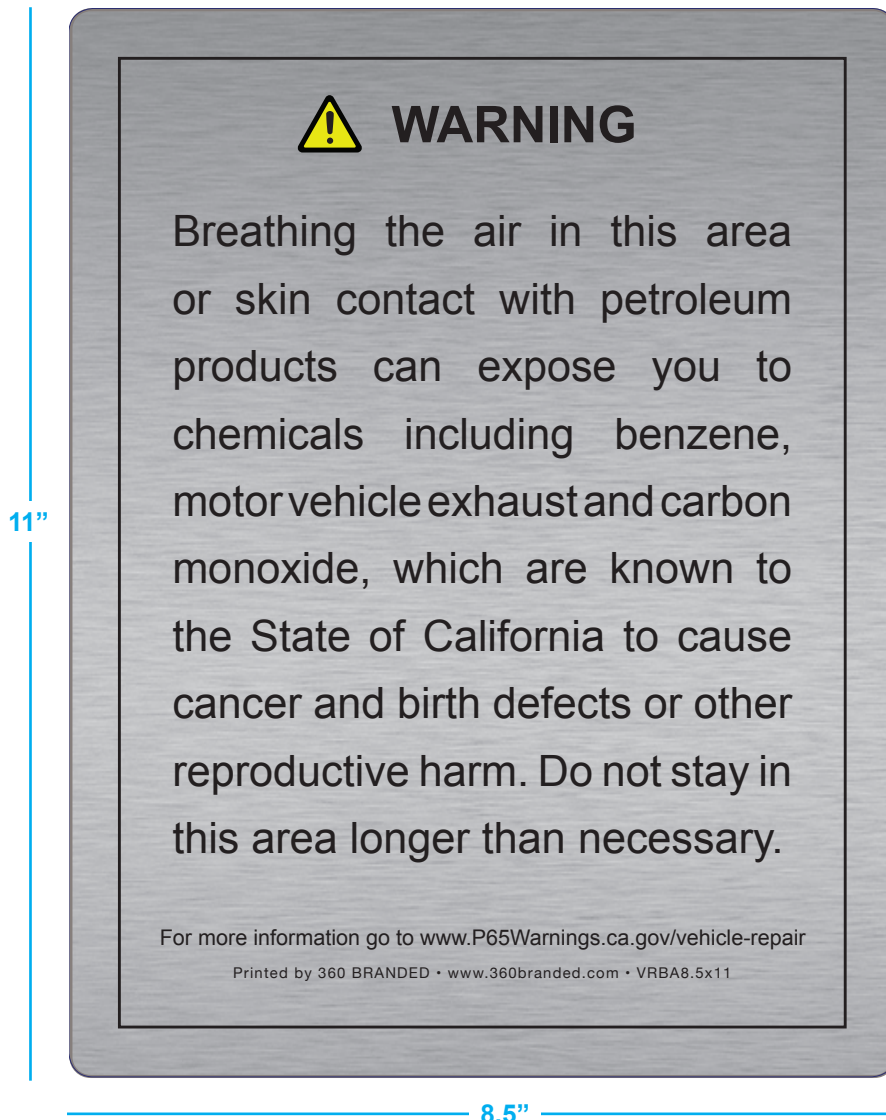 WARNING
Breathing the air in this area
or skin contact with petroleum
products can expose you to
chemicals including benzene,
motor vehicle exhaust and carbon
monoxide, which are known to
the State of California to cause
cancer and birth defects or other
reproductive harm. Do not stay in
this area longer than necessary.
11”
For more information go to www.P65Warnings.ca.gov/vehicle-repair
Printed by 360 BRANDED • www.360branded.com • VRBA8.5x11
8.5”